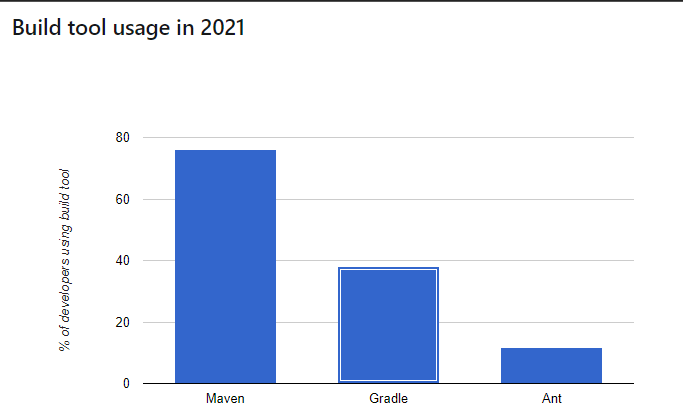 Build tool usage in 2021
% of developers using build tool
80
60
40
20
0
Maven Gradle Ant